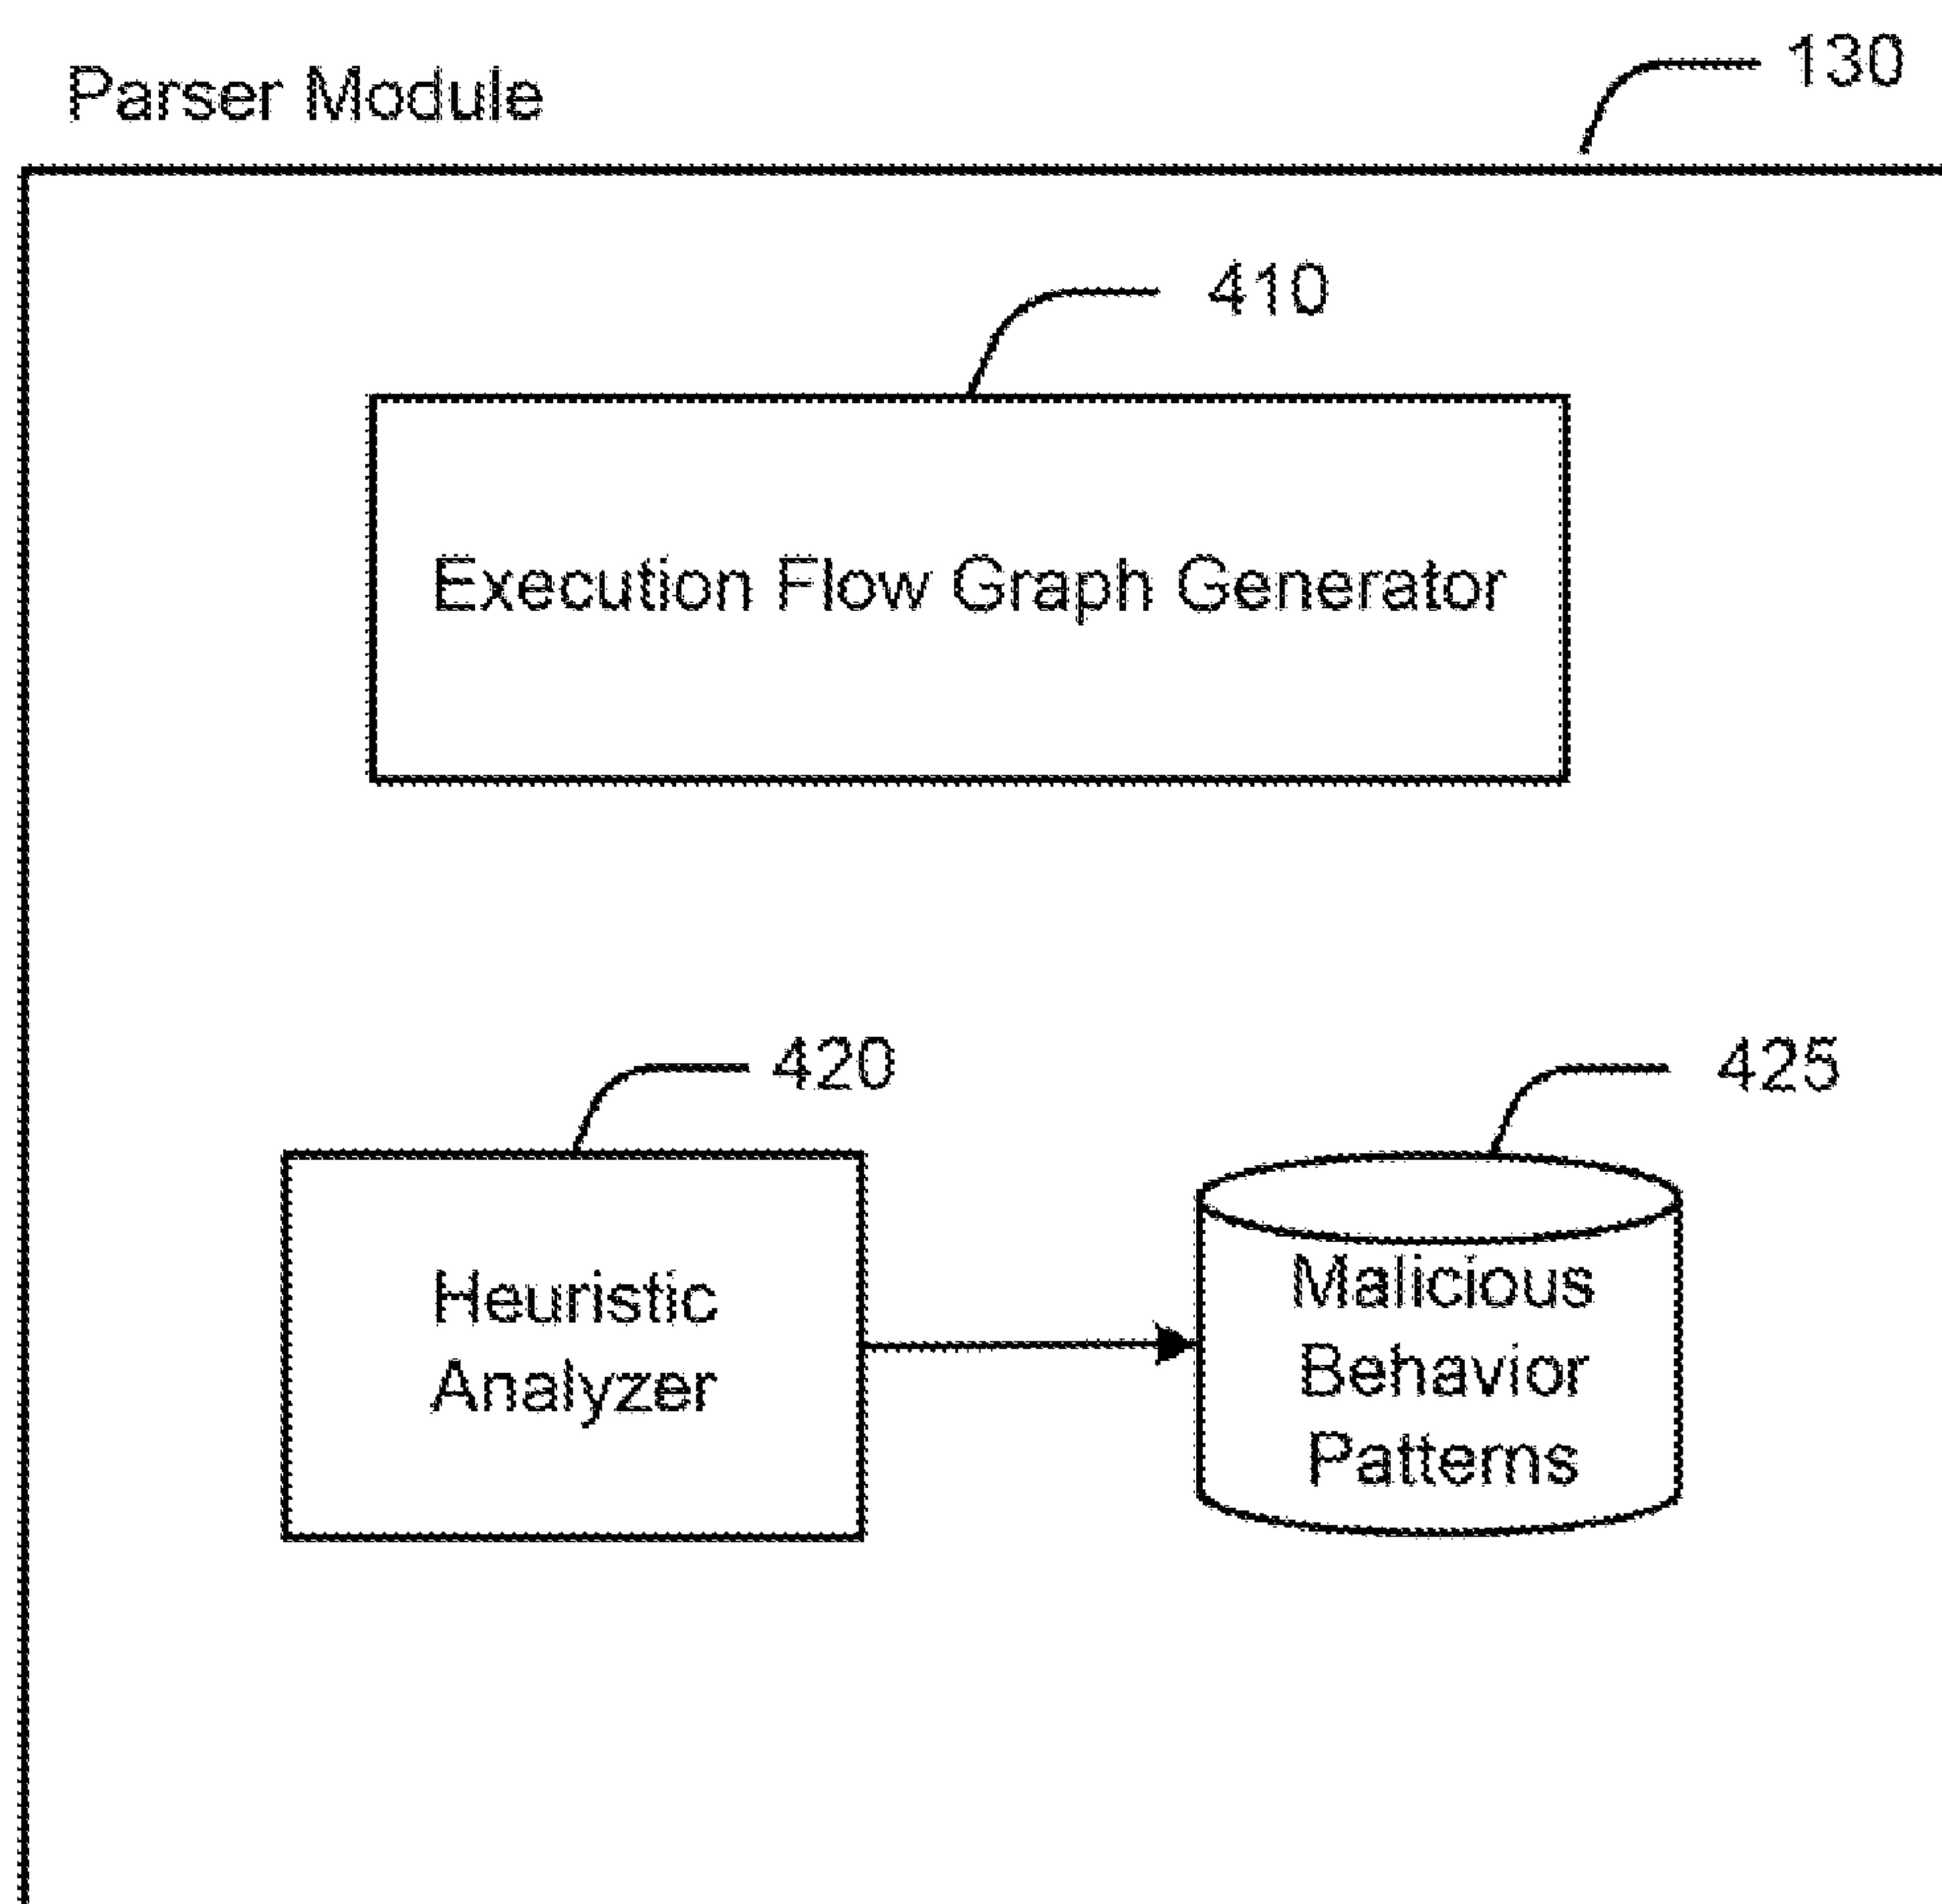 Parser Module
130
410
Execution Flow Graph Generator
420
425
Heuristic
Analyzer
Malicious
Behavior
Patterns